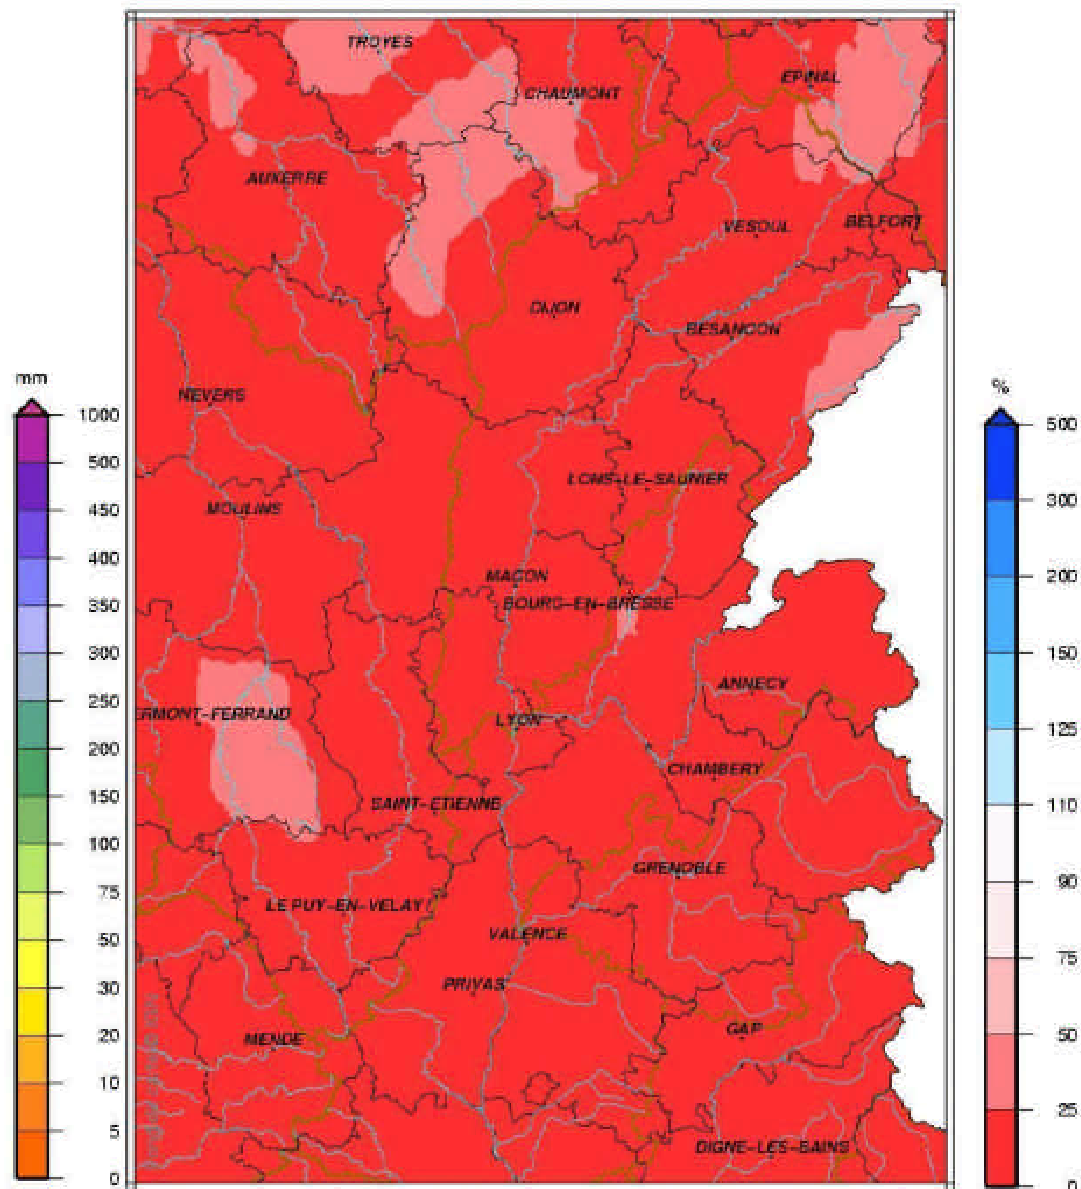 TROYES
EPINAL
CHAUMONT
AUXERRE
VESOUL
BELFORT
DIJON
BESANCON
mm
%
NEVERS
1000
500
LONS-LE-SAUNIER
500
450
300
MOULINS
400
200
MACON
350
BOURG-EN-BRESSE
300
150
250
ANNECY
ERMONT-FERRAND
LYON
125
200
CHAMBERY
150
SAINT-ETIENNE
110
100
GRENOBLE
75
90
LE PUY-EN-VELAY
50
VALENCE
75
30
PRIVAS
20
GAP
50
MENDE
10
25
5
DIGNE-LES-BAINS
0
0